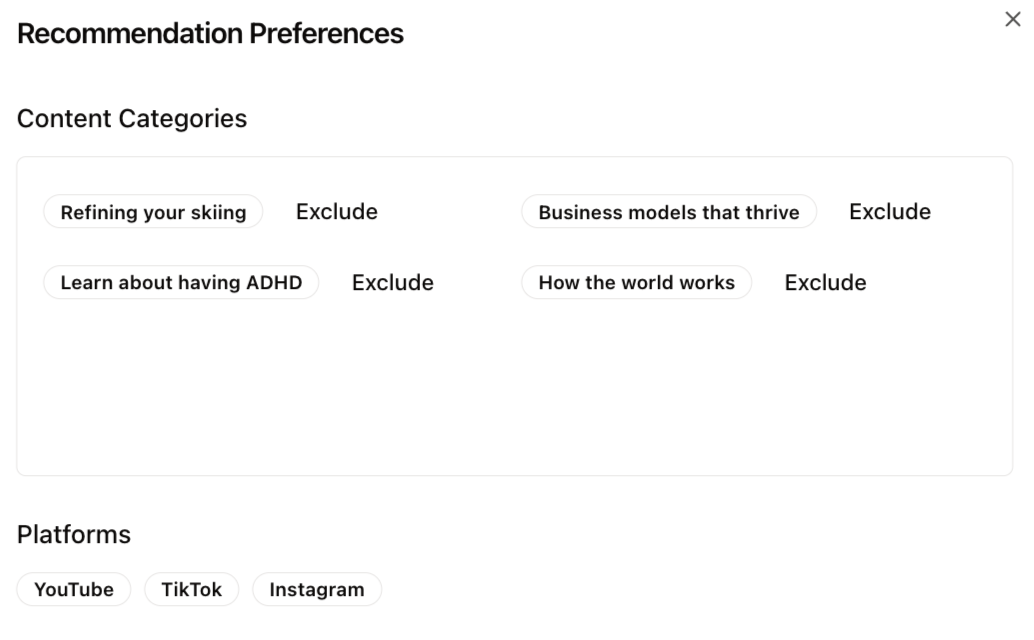 Recommendation Preferences
Content Categories
Refining your skiing Exclude Business models that thrive Exclude
Learn about having ADHD Exclude How the world works Exclude
Platforms
YouTube TikTok Instagram